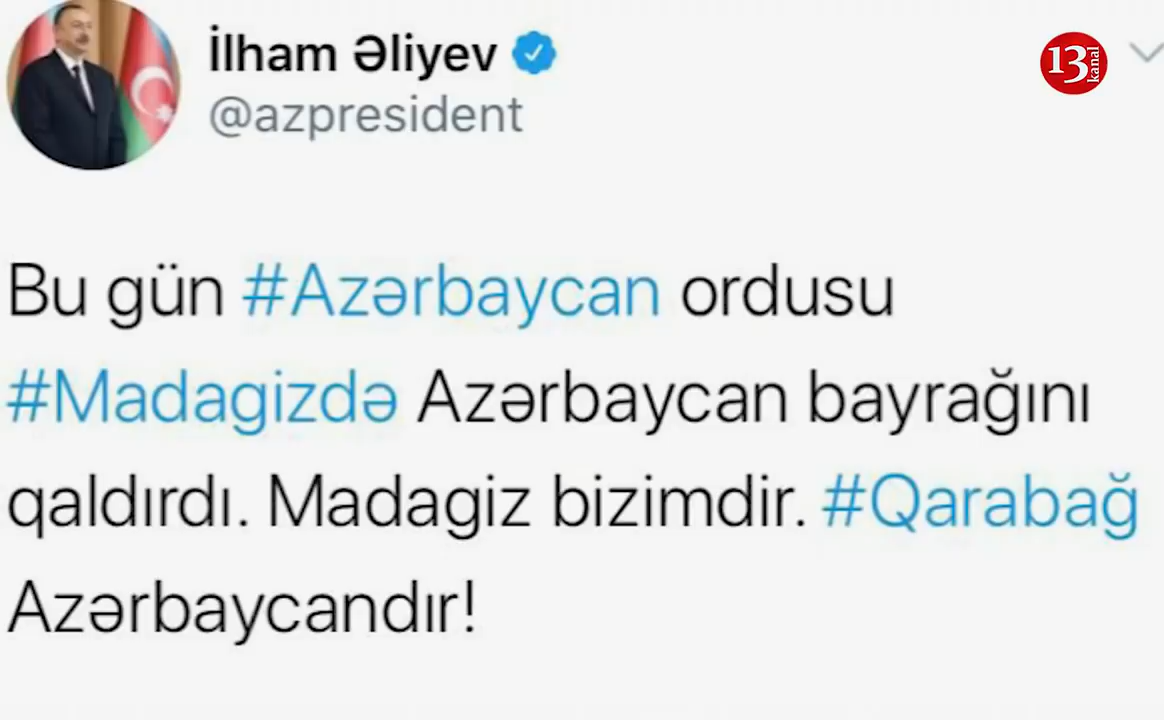 İlham Əliyev
@azpresident
13 kanal
Bu gün #Azərbaycan ordusu
#Madagizdə Azərbaycan bayrağını
qaldırdı. Madagiz bizimdir. #Qarabağ
Azərbaycandır!